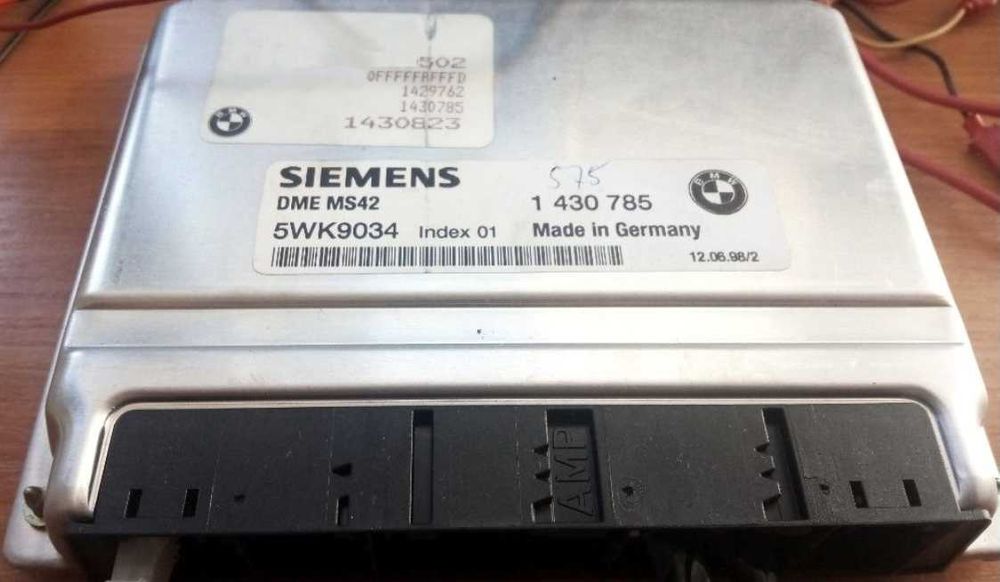 502
0FFFFFBFFFD
1429762
1430785
1430823
SIEMENS
575
BMW
DME MS42
1 430 785
5WK9034 Index 01
Made in Germany
12.06.98/2
AMP